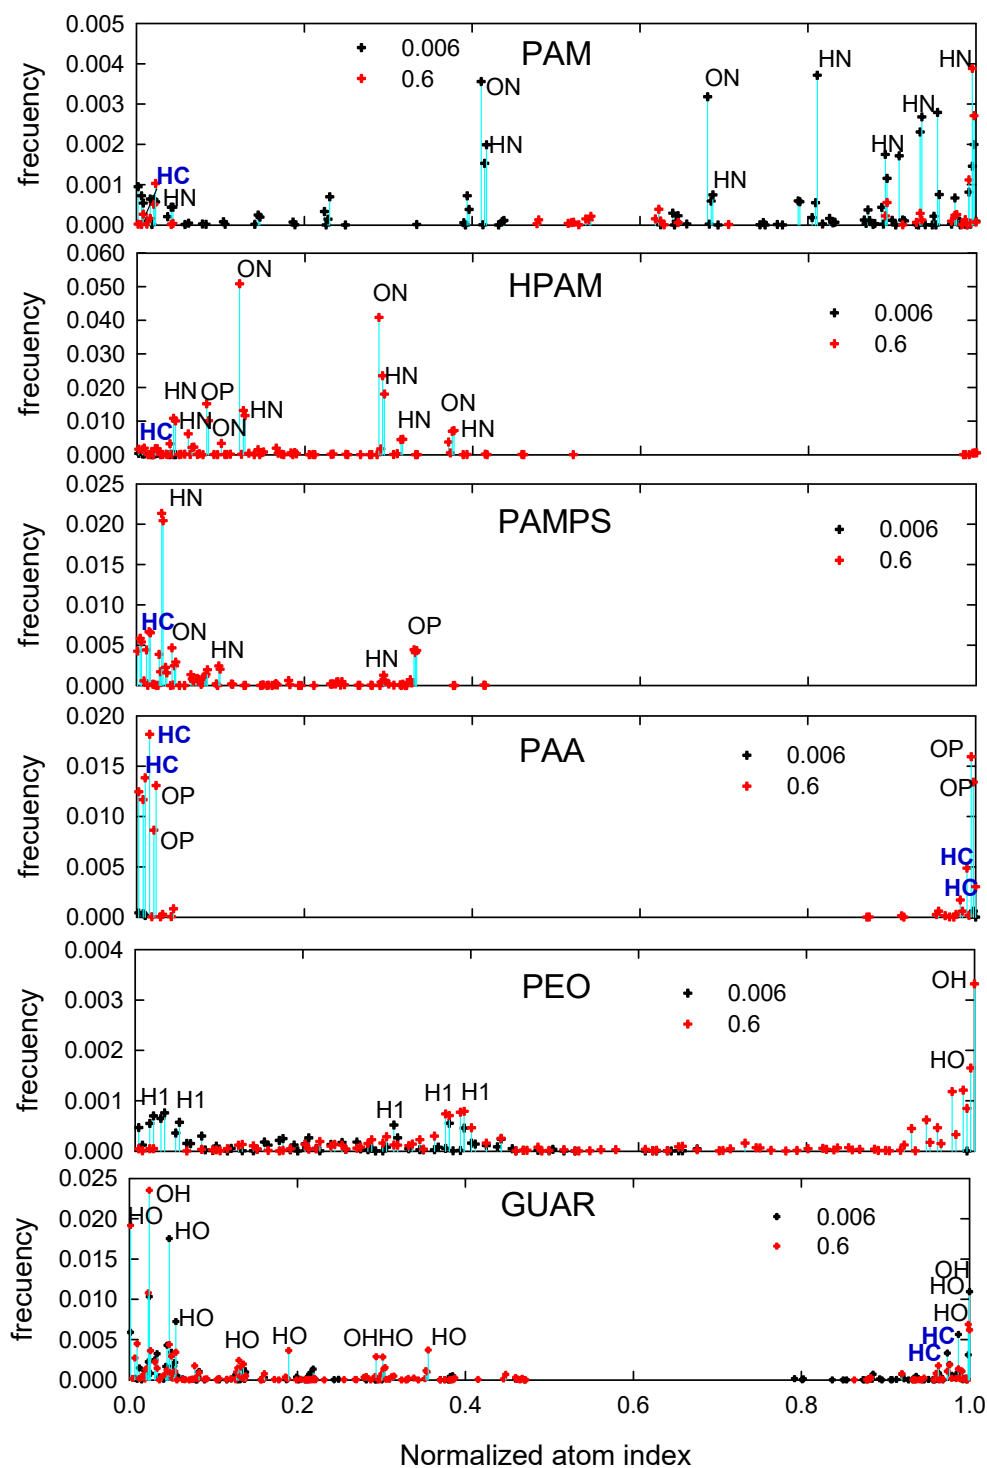 0.005
PAM
0.006
0.6
HN
0.004
ON
ON
HN
0.003
HN
HN
HN
0.002
HC
HN
HN
0.001
0.000
frecuency
0.060
ON
HPAM
0.050
ON
0.006
0.040
0.6
0.030
HN
OP
HN
0.020
ON
HN
HN
HN
0.010
HC
ON
HN
0.000
frecuency
0.025
HN
PAMPS
0.006
0.020
0.6
0.015
0.010
HC
ON
OP
0.005
HN
HN
0.000
frecuency
0.020
HC
PAA
0.006
OP
0.015
HC
0.6
OP
OP
0.010
OP
HC
0.005
HC
0.000
frecuency
0.004
PEO
0.006
OH
0.003
0.6
0.002
HO
H1
H1
H1
H1
H1
0.001
0.000
frecuency
0.025
OH
GUAR
HO
0.006
0.020
HO
0.6
0.015
OH
HO
0.010
HO
HO
HC
0.005
HO
HO
OH
HO
HO
HC
0.000
frecuency
0.0
0.2
0.4
0.6
0.8
1.0
Normalized atom index